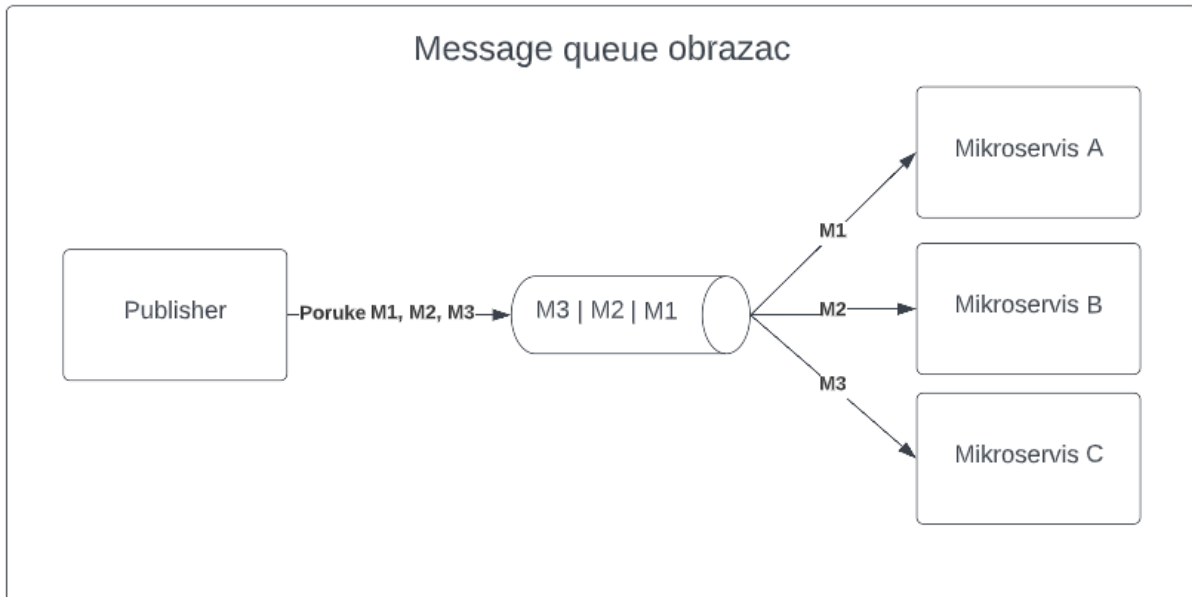 Message queue obrazac
Mikroservis A
M1
Publisher
Poruke M1, M2, M3
M3 | M2 | M1
M2
Mikroservis B
M3
Mikroservis C